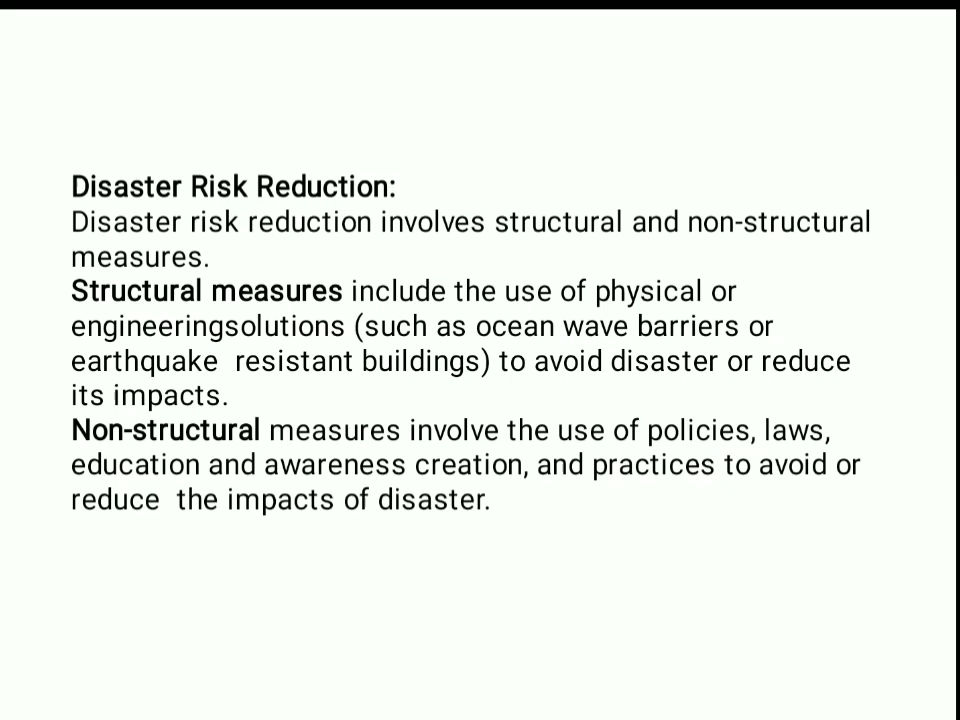 Disaster Risk Reduction:
Disaster risk reduction involves structural and non-structural
measures.
Structural measures include the use of physical or
engineeringsolutions (such as ocean wave barriers or
earthquake  resistant buildings) to avoid disaster or reduce
its impacts.
Non-structural measures involve the use of policies, laws,
education and awareness creation, and practices to avoid or
reduce  the impacts of disaster.